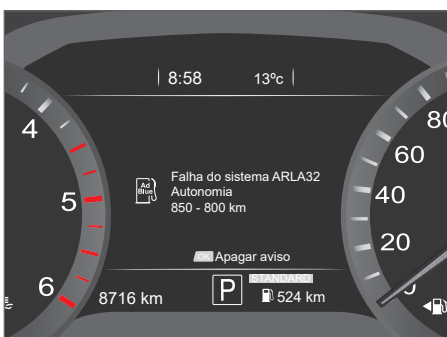 8:58 13ºc
4
80
60
Ad Blue
Falha do sistema ARLA32
Autonomia
850 - 800 km
5
40
20
OK Apagar aviso
STANDARD
6
8716 km
P
524 km